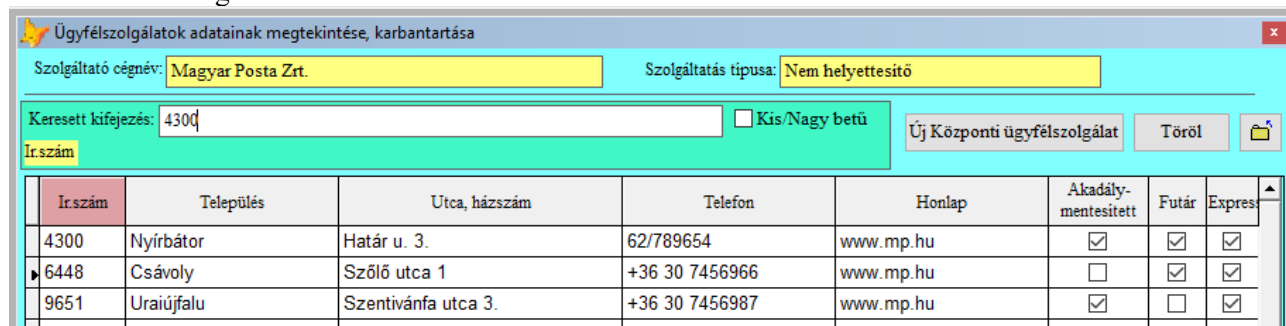 Ügyfélszolgálatok adatainak megtekintése, karbantartása x
Szolgáltató cégnév: Magyar Posta Zrt. Szolgáltatás típusa: Nem helyettesítő
Keresett kifejezés: 4300 Kis/Nagy betű Új Központi ügyfélszolgálat Töröl
Ir.szám
Ir.szám Település Utca, házszám Telefon Honlap Akadály-mentesített Futár Express
4300 Nyírbátor Határ u. 3. 62/789654 www.mp.hu
6448 Csávoly Szőlő utca 1 +36 30 7456966 www.mp.hu
9651 Uraiújfalu Szentivánfa utca 3. +36 30 7456987 www.mp.hu